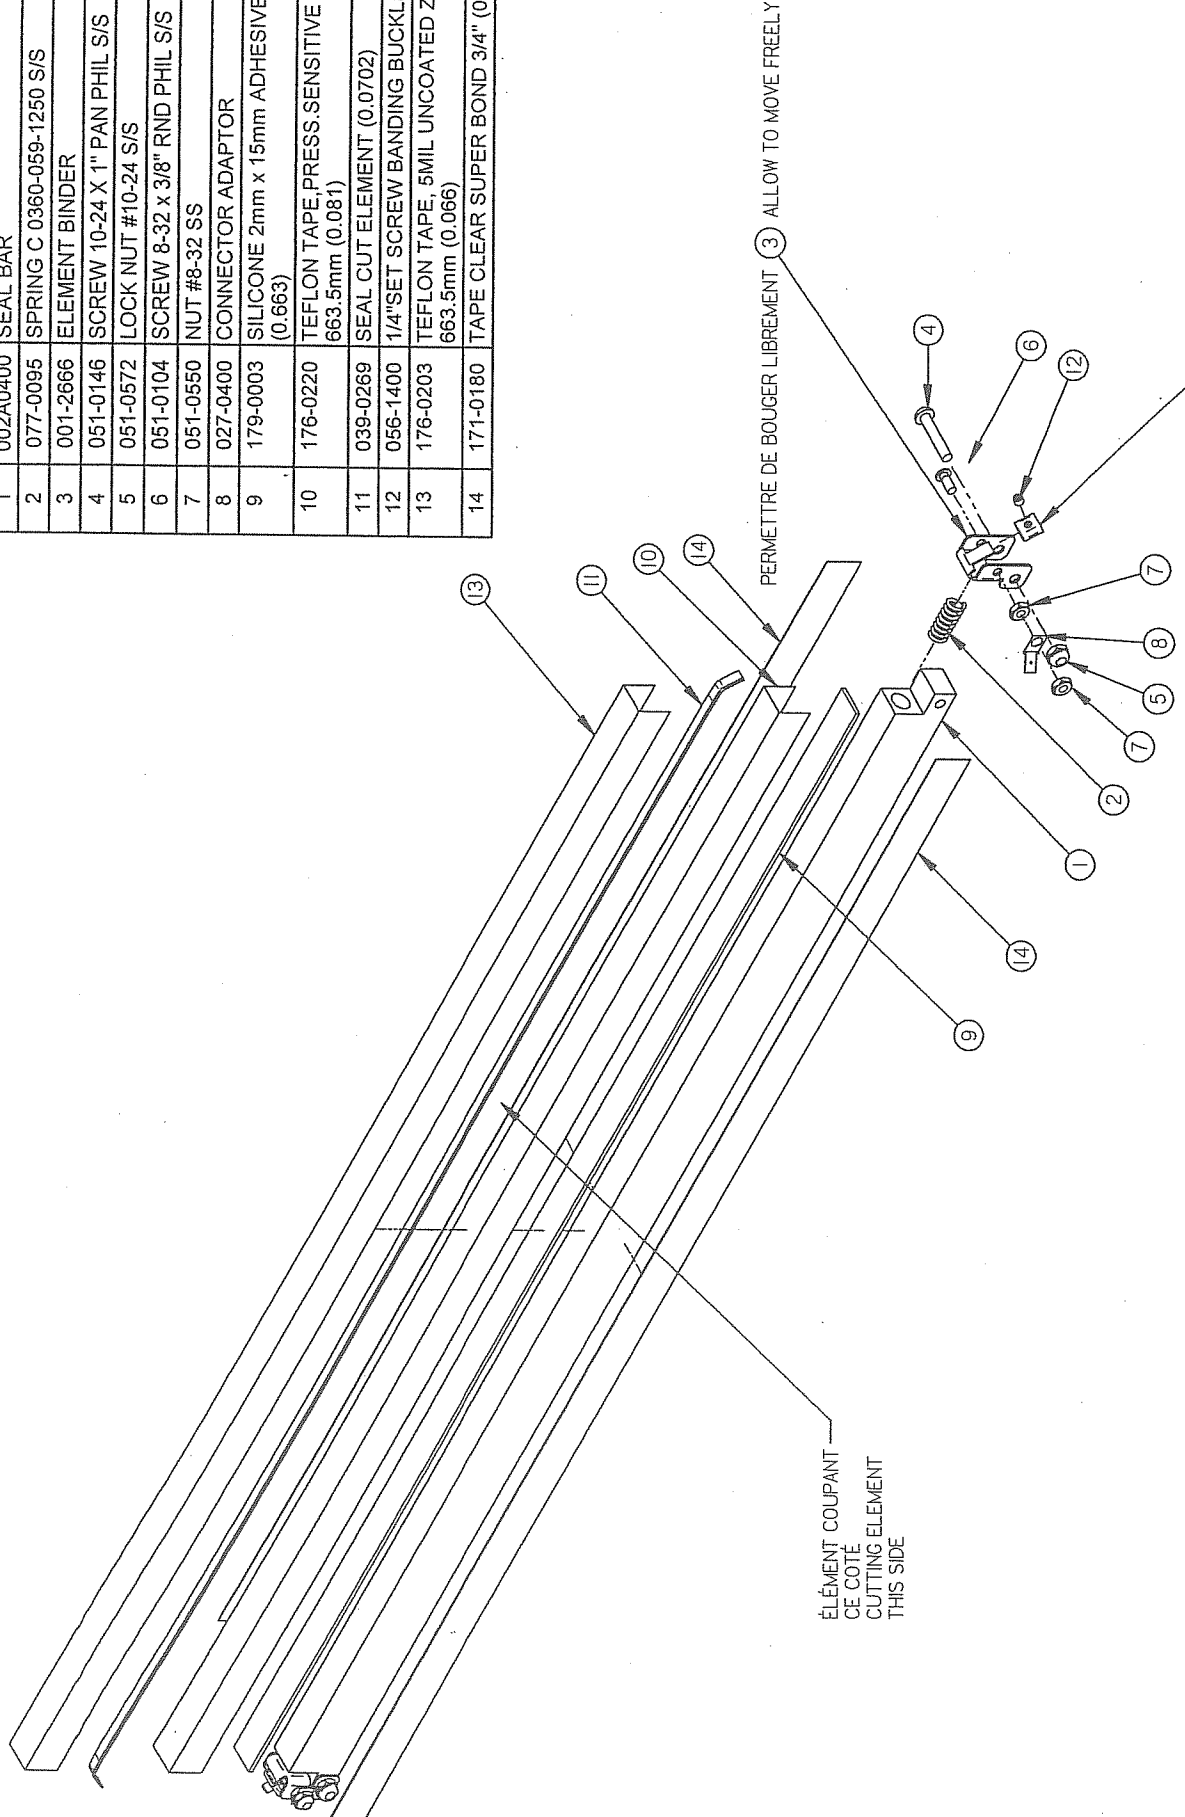 1 002A0400 SEAL BAR
2 077-0095 SPRING C 0360-059-1250 S/S
3 001-2666 ELEMENT BINDER
4 051-0146 SCREW 10-24 X 1" PAN PHIL S/S
5 051-0572 LOCK NUT #10-24 S/S
6 051-0104 SCREW 8-32 x 3/8" RND PHIL S/S
7 051-0550 NUT #8-32 SS
8 027-0400 CONNECTOR ADAPTOR
9 179-0003 SILICONE 2mm x 15mm ADHESIVE
(0.663)
10 176-0220 TEFLON TAPE,PRESS.SENSITIVE
663.5mm (0.081)
11 039-0269 SEAL CUT ELEMENT (0.0702)
12 056-1400 1/4"SET SCREW BANDING BUCKL
13 176-0203 TEFLON TAPE, 5MIL UNCOATED
663.5mm (0.066)
14 171-0180 TAPE CLEAR SUPER BOND 3/4" (0
PERMETTRE DE BOUGER LIBREMENT 3 ALLOW TO MOVE FREELY
13
11
10
14
4
6
12
7
8
5
7
2
1
14
9
ÉLÉMENT COUPANT
CE COTÉ
CUTTING ELEMENT
THIS SIDE